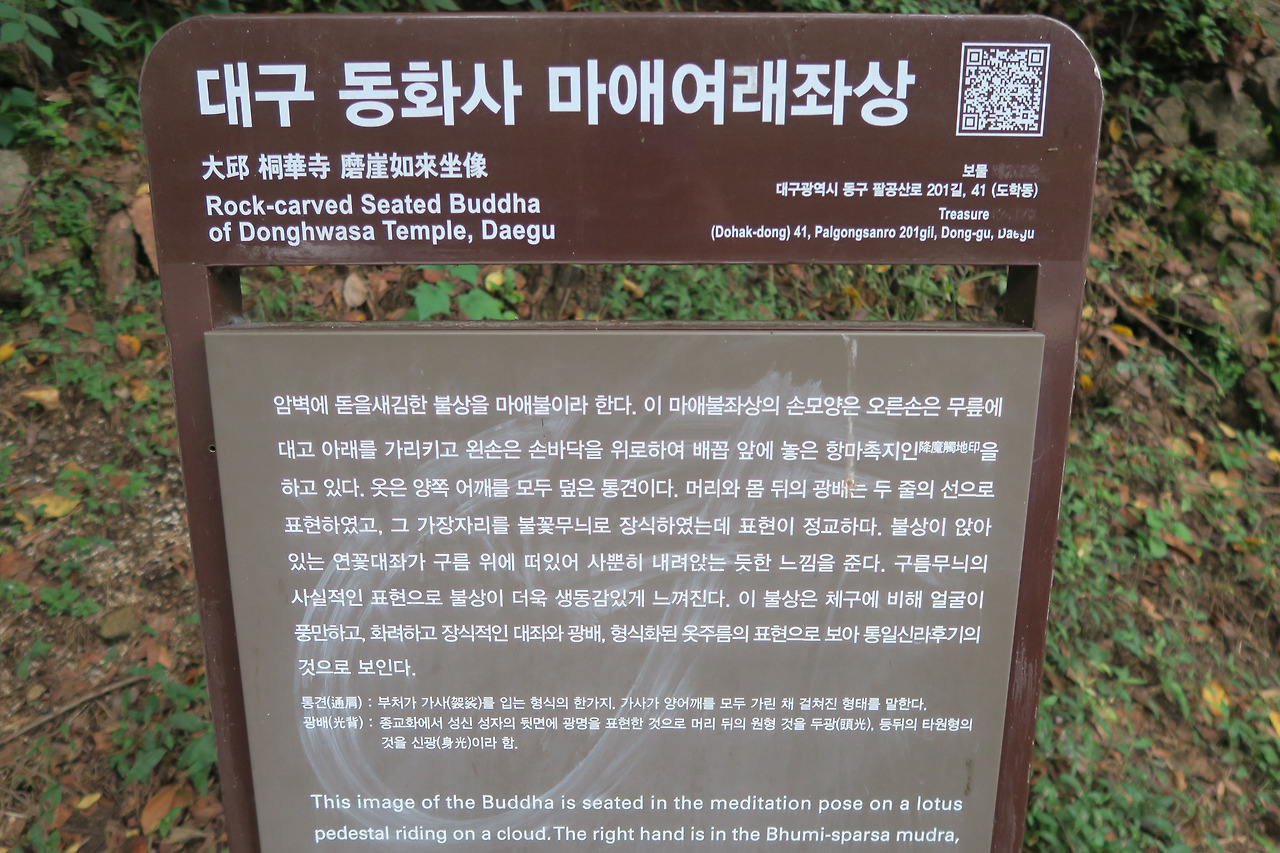 대구 동화사 마애여래좌상
大邱 桐華寺 磨崖如來坐像
Rock-carved Seated Buddha
of Donghwasa Temple, Daegu
보물
대구광역시 동구 팔공산로 201길, 41 (도학동)
Treasure
(Dohak-dong) 41, Palgongsanro 201gil, Dong-gu, Daegu
암벽에 돋을새김한 불상을 마애불이라 한다. 이 마애불좌상의 손모양은 오른손은 무릎에
대고 아래를 가리키고 왼손은 손바닥을 위로하여 배꼽 앞에 놓은 항마촉지인降魔觸地印을
하고 있다. 옷은 양쪽 어깨를 모두 덮은 통견이다. 머리와 몸 뒤의 광배는 두 줄의 선으로
표현하였고, 그 가장자리를 불꽃무늬로 장식하였는데 표현이 정교하다. 불상이 앉아
있는 연꽃대좌가 구름 위에 떠있어 사뿐히 내려앉는 듯한 느낌을 준다. 구름무늬의
사실적인 표현으로 불상이 더욱 생동감있게 느껴진다. 이 불상은 체구에 비해 얼굴이
풍만하고, 화려하고 장식적인 대좌와 광배, 형식화된 옷주름의 표현으로 보아 통일신라후기의
것으로 보인다.
통견(通肩) : 부처가 가사(袈裟)를 입는 형식의 한가지. 가사가 양어깨를 모두 가린 채 걸쳐진 형태를 말한다.
광배(光背) : 종교화에서 성신 성자의 뒷면에 광명을 표현한 것으로 머리 뒤의 원형 것을 두광(頭光), 등뒤의 타원형의
것을 신광(身光)이라 함.
This image of the Buddha is seated in the meditation pose on a lotus
pedestal riding on a cloud. The right hand is in the Bhumi-sparsa mudra,